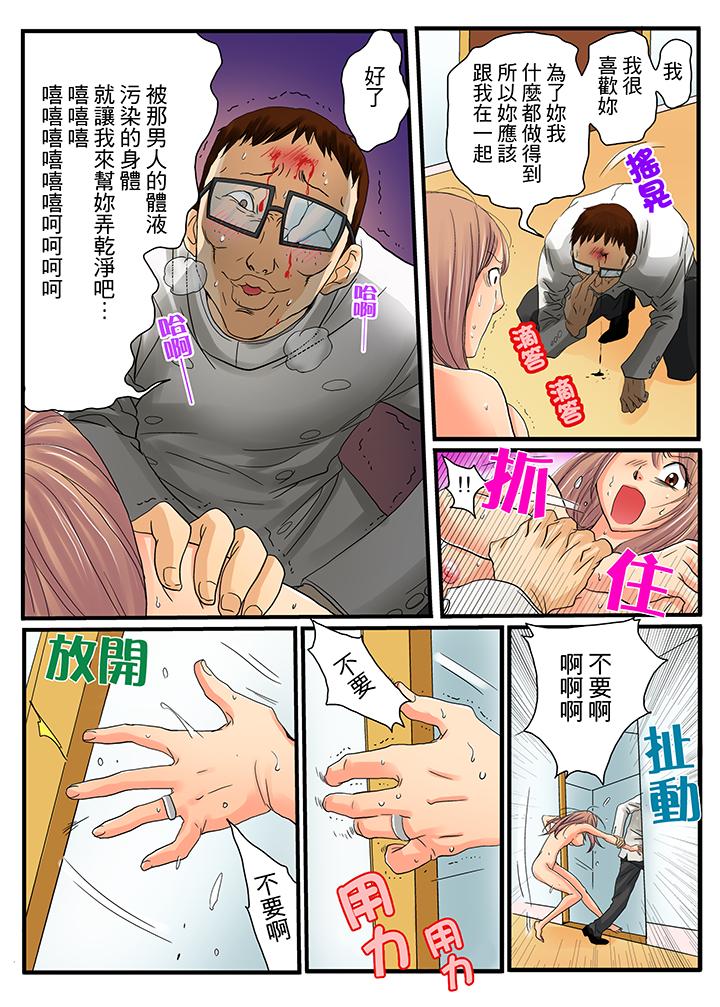 我
我很
喜歡妳
為了妳我
什麼都做得到
所以妳應該
跟我在一起
搖晃
滴答
滴答
好了
被那男人的體液
污染的身體
就讓我來幫妳弄乾淨吧…
嘻嘻嘻
嘻嘻嘻嘻嘻嘻呵呵呵呵
哈啊——
哈啊——
!!
抓住
不要啊
啊啊啊
扯動
不要
用力
用力
放開
不要啊